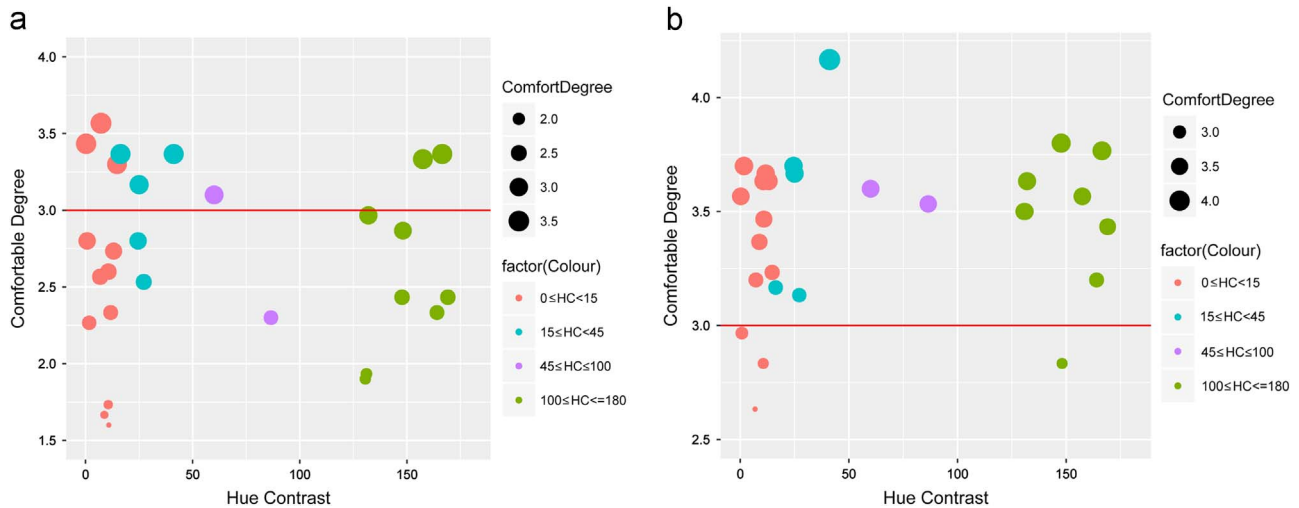 a
4.0
3.5
3.0
2.5
2.0
1.5
Comfortable Degree
0
50
100
150
Hue Contrast
ComfortDegree
2.0
2.5
3.0
3.5
factor(Colour)
0≤HC<15
15≤HC<45
45≤HC≤100
100≤HC<=180
b
4.0
3.5
3.0
2.5
Comfortable Degree
0
50
100
150
Hue Contrast
ComfortDegree
3.0
3.5
4.0
factor(Colour)
0≤HC<15
15≤HC<45
45≤HC≤100
100≤HC<=180